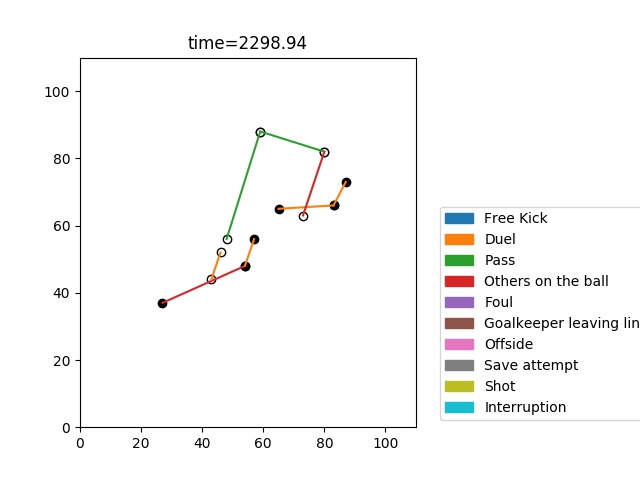 time=2298.94
100
80
60
40
20
0
0 20 40 60 80 100
Free Kick
Duel
Pass
Others on the ball
Foul
Goalkeeper leaving lin
Offside
Save attempt
Shot
Interruption